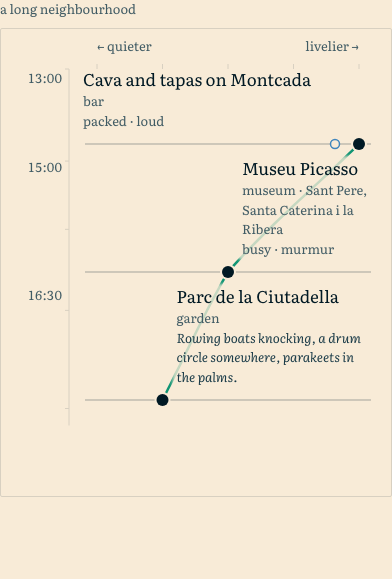 a long neighbourhood
← quieter
livelier →
13:00
Cava and tapas on Montcada
bar
packed · loud
15:00
Museu Picasso
museum · Sant Pere,
Santa Caterina i la
Ribera
busy · murmur
16:30
Parc de la Ciutadella
garden
Rowing boats knocking, a drum
circle somewhere, parakeets in
the palms.